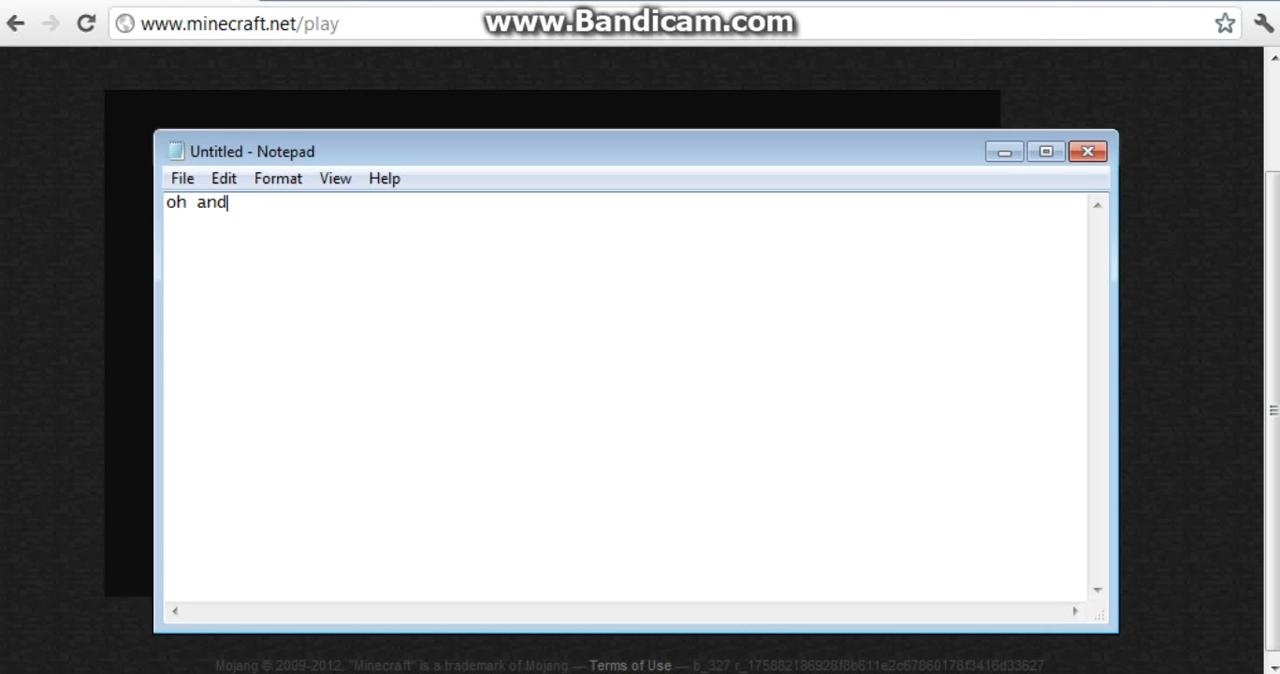 www.minecraft.net/play
www.Bandicam.com
Untitled - Notepad
File Edit Format View Help
oh and
Mojang © 2009-2012. "Minecraft" is a trademark of Mojang — Terms of Use — b_327 r_175882186928f8b611e2c67860178f3416d33627